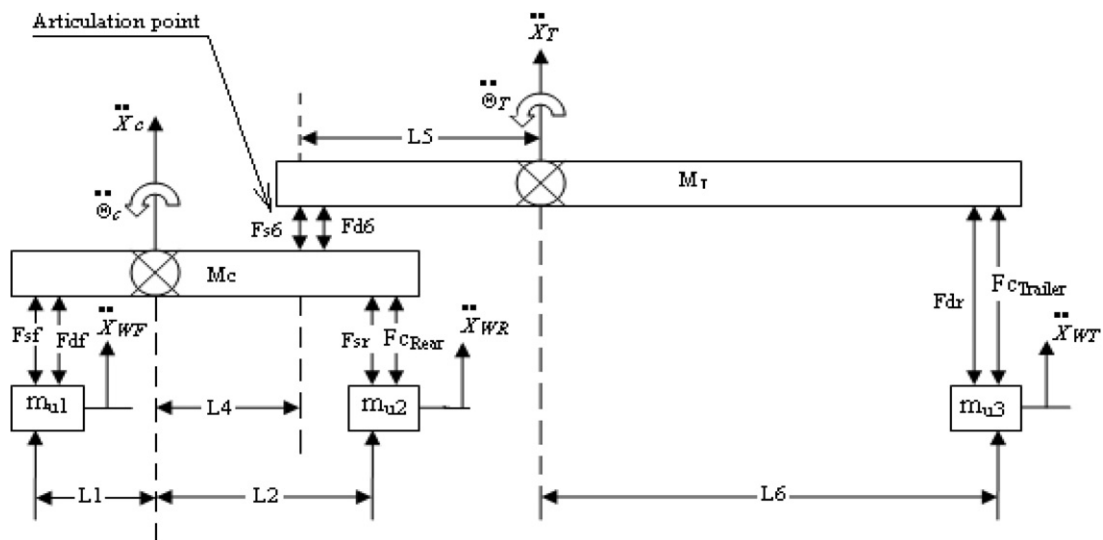 Articulation point
Ẍ_T
Θ̈_T
Ẍ_c
L5
Θ̈_c
M_T
Fs6
Fd6
Mc
Fdr
Fc_Trailer
Fsf
Fdf
Ẍ_WF
Fsr
Fc_Rear
Ẍ_WR
Ẍ_WT
m_u1
L4
m_u2
m_u3
L1
L2
L6